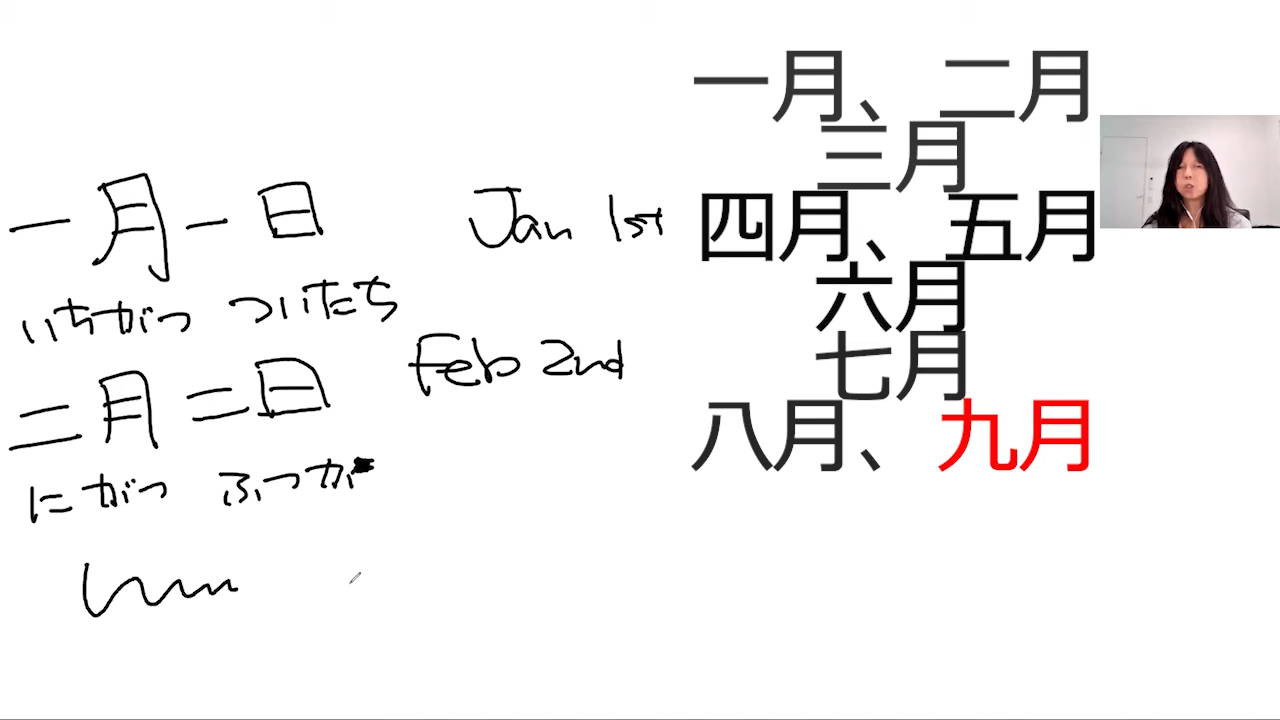 一月一日 Jan 1st
いちがつ ついたち
二月二日 Feb 2nd
にがつ ふつか
一月、二月
三月
四月、五月
六月
七月
八月、九月